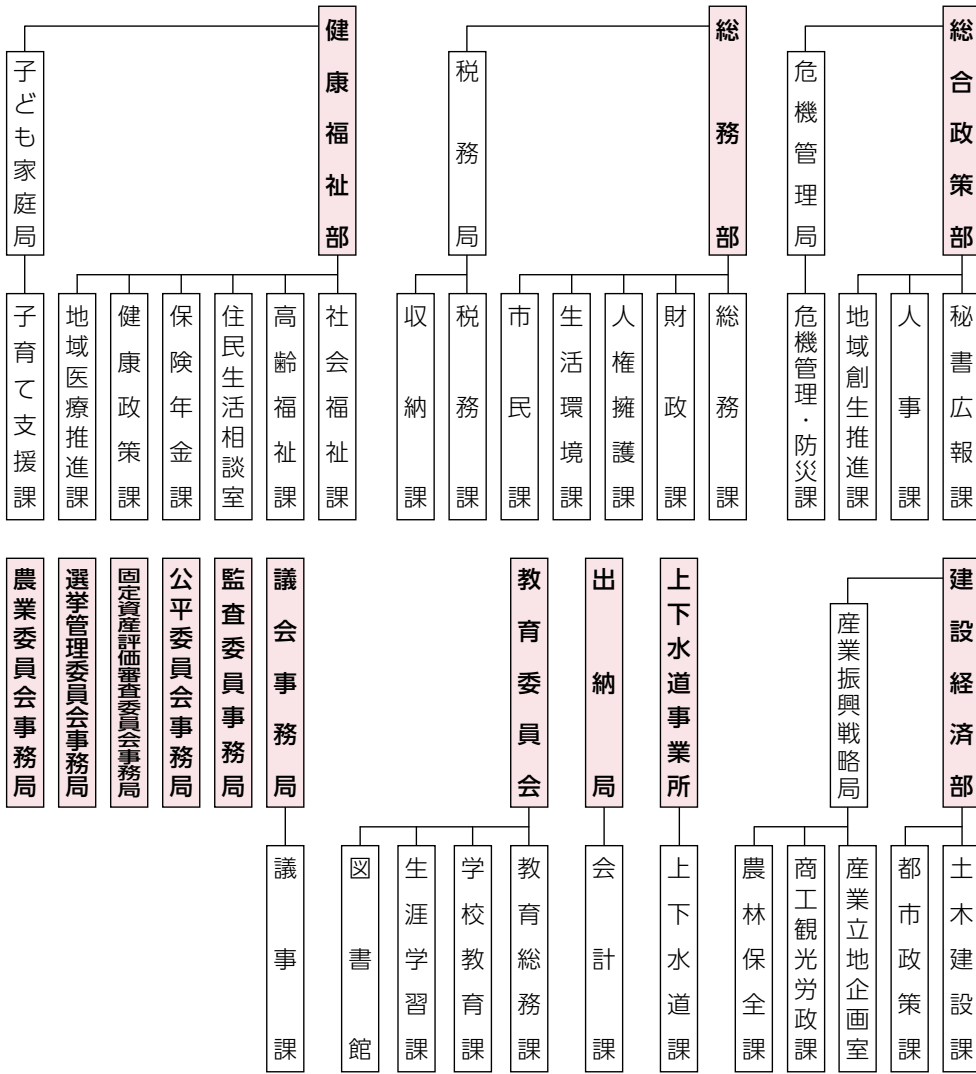 総合政策部
秘書広報課
人事課
地域創生推進課
危機管理局
危機管理・防災課
総務部
総務課
財政課
人権擁護課
生活環境課
市民課
税務局
税務課
収納課
健康福祉部
社会福祉課
高齢福祉課
住民生活相談室
保険年金課
健康政策課
地域医療推進課
子ども家庭局
子育て支援課
建設経済部
土木建設課
都市政策課
産業振興戦略局
産業立地企画室
商工観光労政課
農林保全課
上下水道事業所
上下水道課
出納局
会計課
教育委員会
教育総務課
学校教育課
生涯学習課
図書館
議会事務局
議事課
監査委員事務局
公平委員会事務局
固定資産評価審査委員会事務局
選挙管理委員会事務局
農業委員会事務局